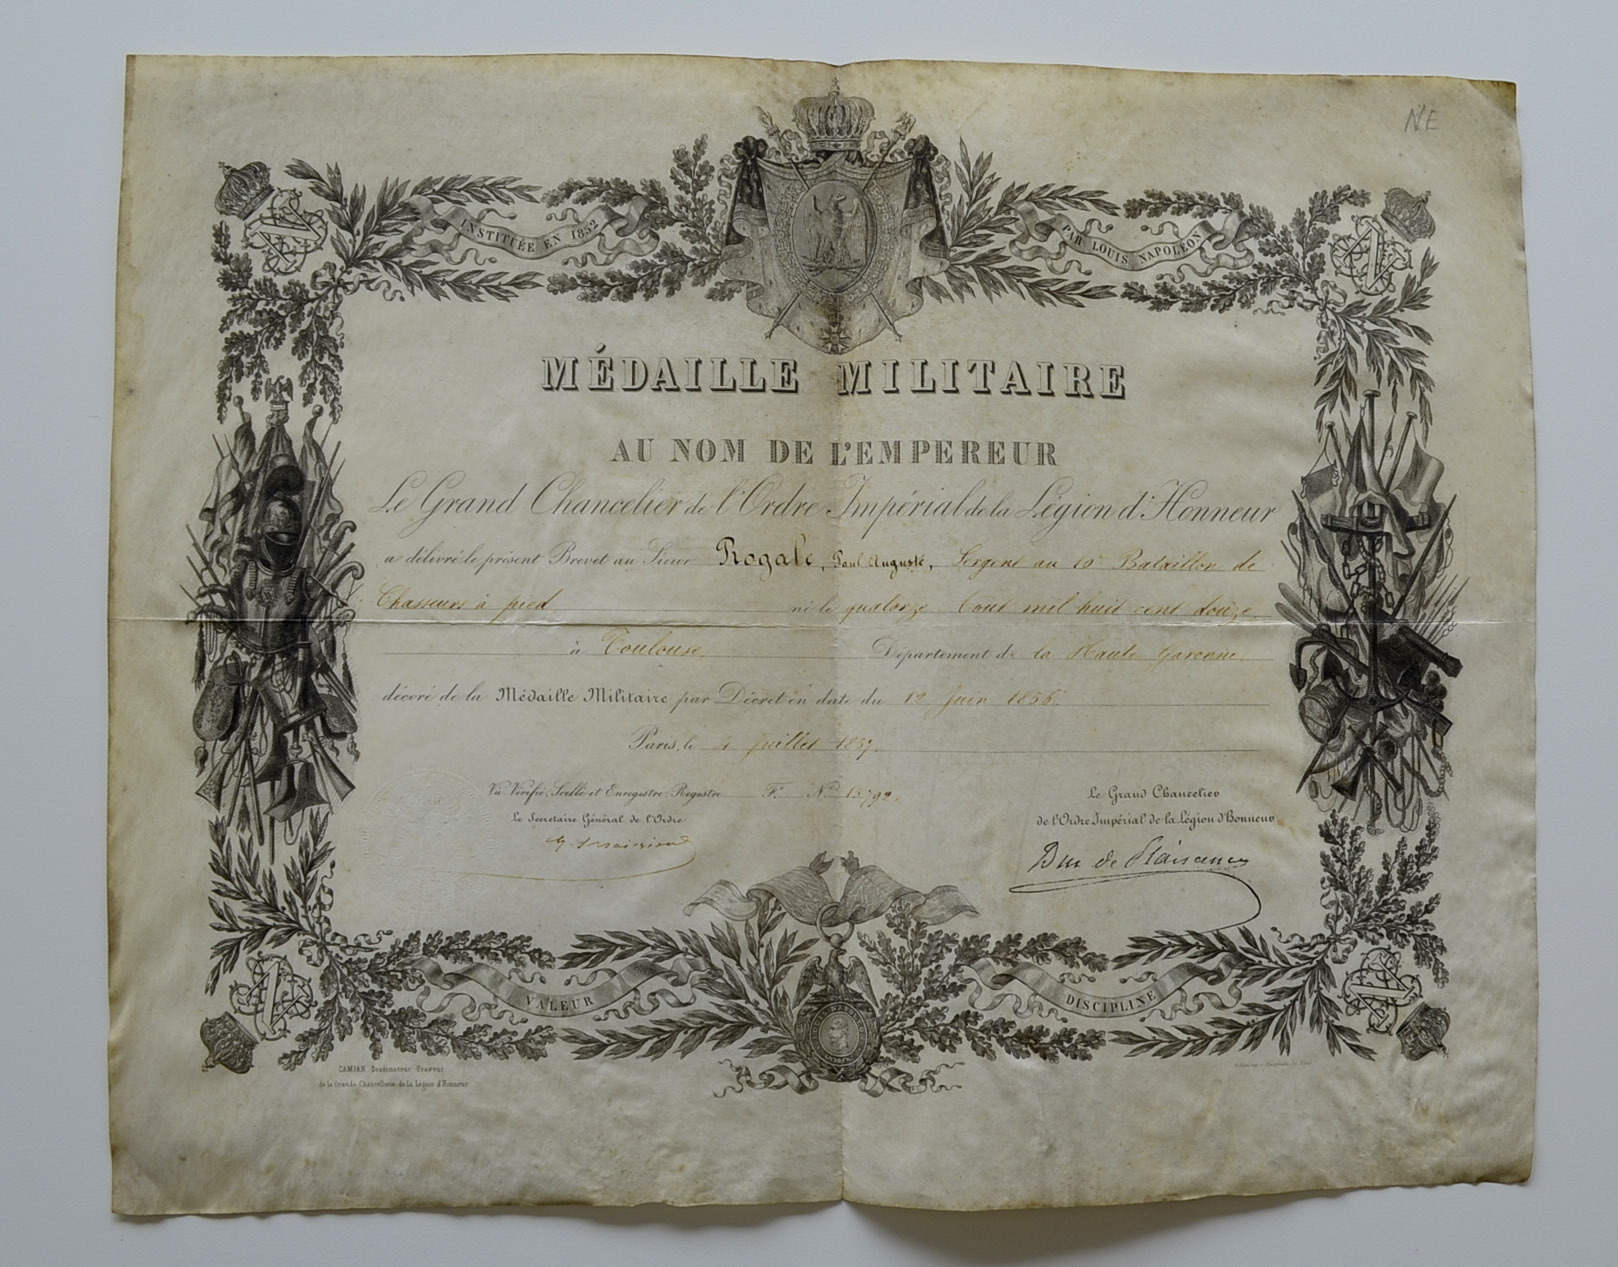 NE
INSTITUÉE EN 1852
PAR LOUIS NAPOLÉON
MÉDAILLE MILITAIRE
AU NOM DE L'EMPEREUR
Le Grand Chancelier de l'Ordre Impérial de la Légion d'Honneur
a délivré le présent Brevet au Sieur Rogale, Paul Auguste, Sergent au 10e Bataillon de
Chasseurs à pied né le quatorze Aout mil huit cent douze
à Toulouse, Département de la Haute Garonne.
décoré de la Médaille Militaire par Décret en date du 12 Juin 1856.
Paris, le 4 juillet 1857.
Vu, Vérifié, Scellé et Enregistré: Registre F. No 15792.
Le Secrétaire Général de l'Ordre
Le Grand Chancelier
de l'Ordre Impérial de la Légion d'Honneur
Duc de Plaisance
VALEUR
DISCIPLINE
CAMJAN Dessinateur Graveur
de la Grande Chancellerie de la Légion d'Honneur